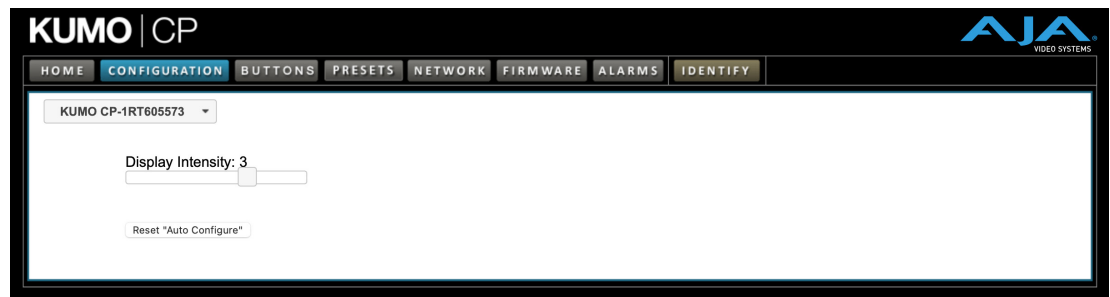 KUMO | CP
AJA
VIDEO SYSTEMS
HOME CONFIGURATION BUTTONS PRESETS NETWORK FIRMWARE ALARMS IDENTIFY
KUMO CP-1RT605573
Display Intensity: 3
Reset "Auto Configure"